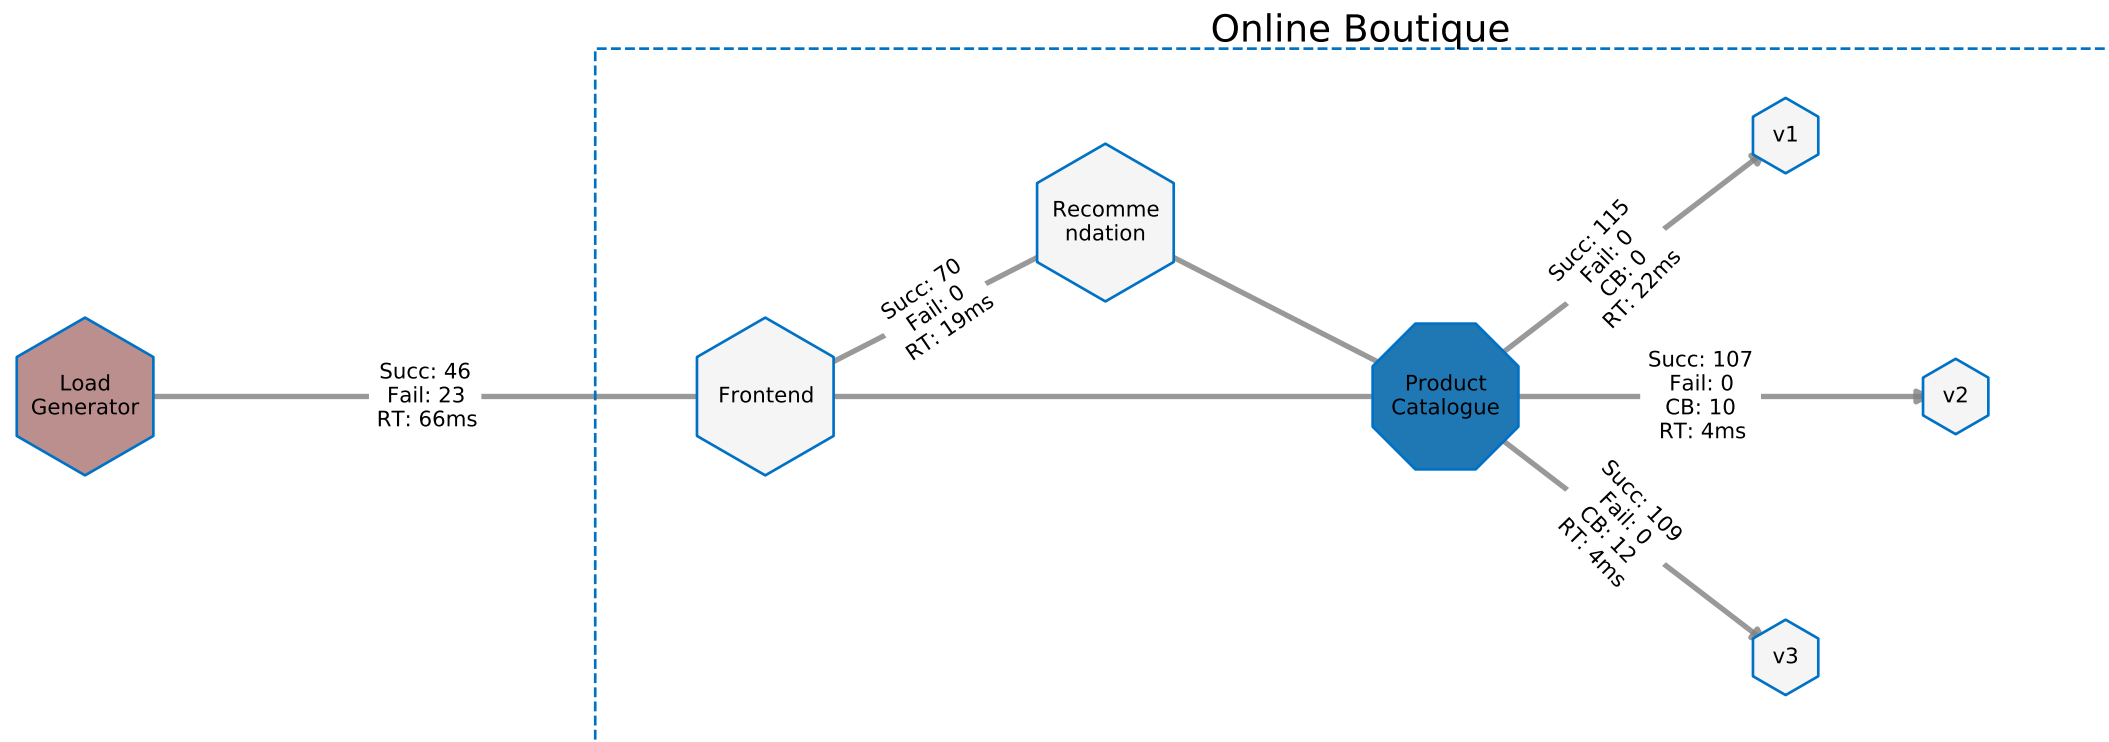 Online Boutique
Load
Generator
Succ: 46
Fail: 23
RT: 66ms
Frontend
Succ: 70
Fail: 0
RT: 19ms
Recomme
ndation
Product
Catalogue
Succ: 115
Fail: 0
CB: 0
RT: 22ms
v1
Succ: 107
Fail: 0
CB: 10
RT: 4ms
v2
Succ: 109
Fail: 0
CB: 12
RT: 4ms
v3